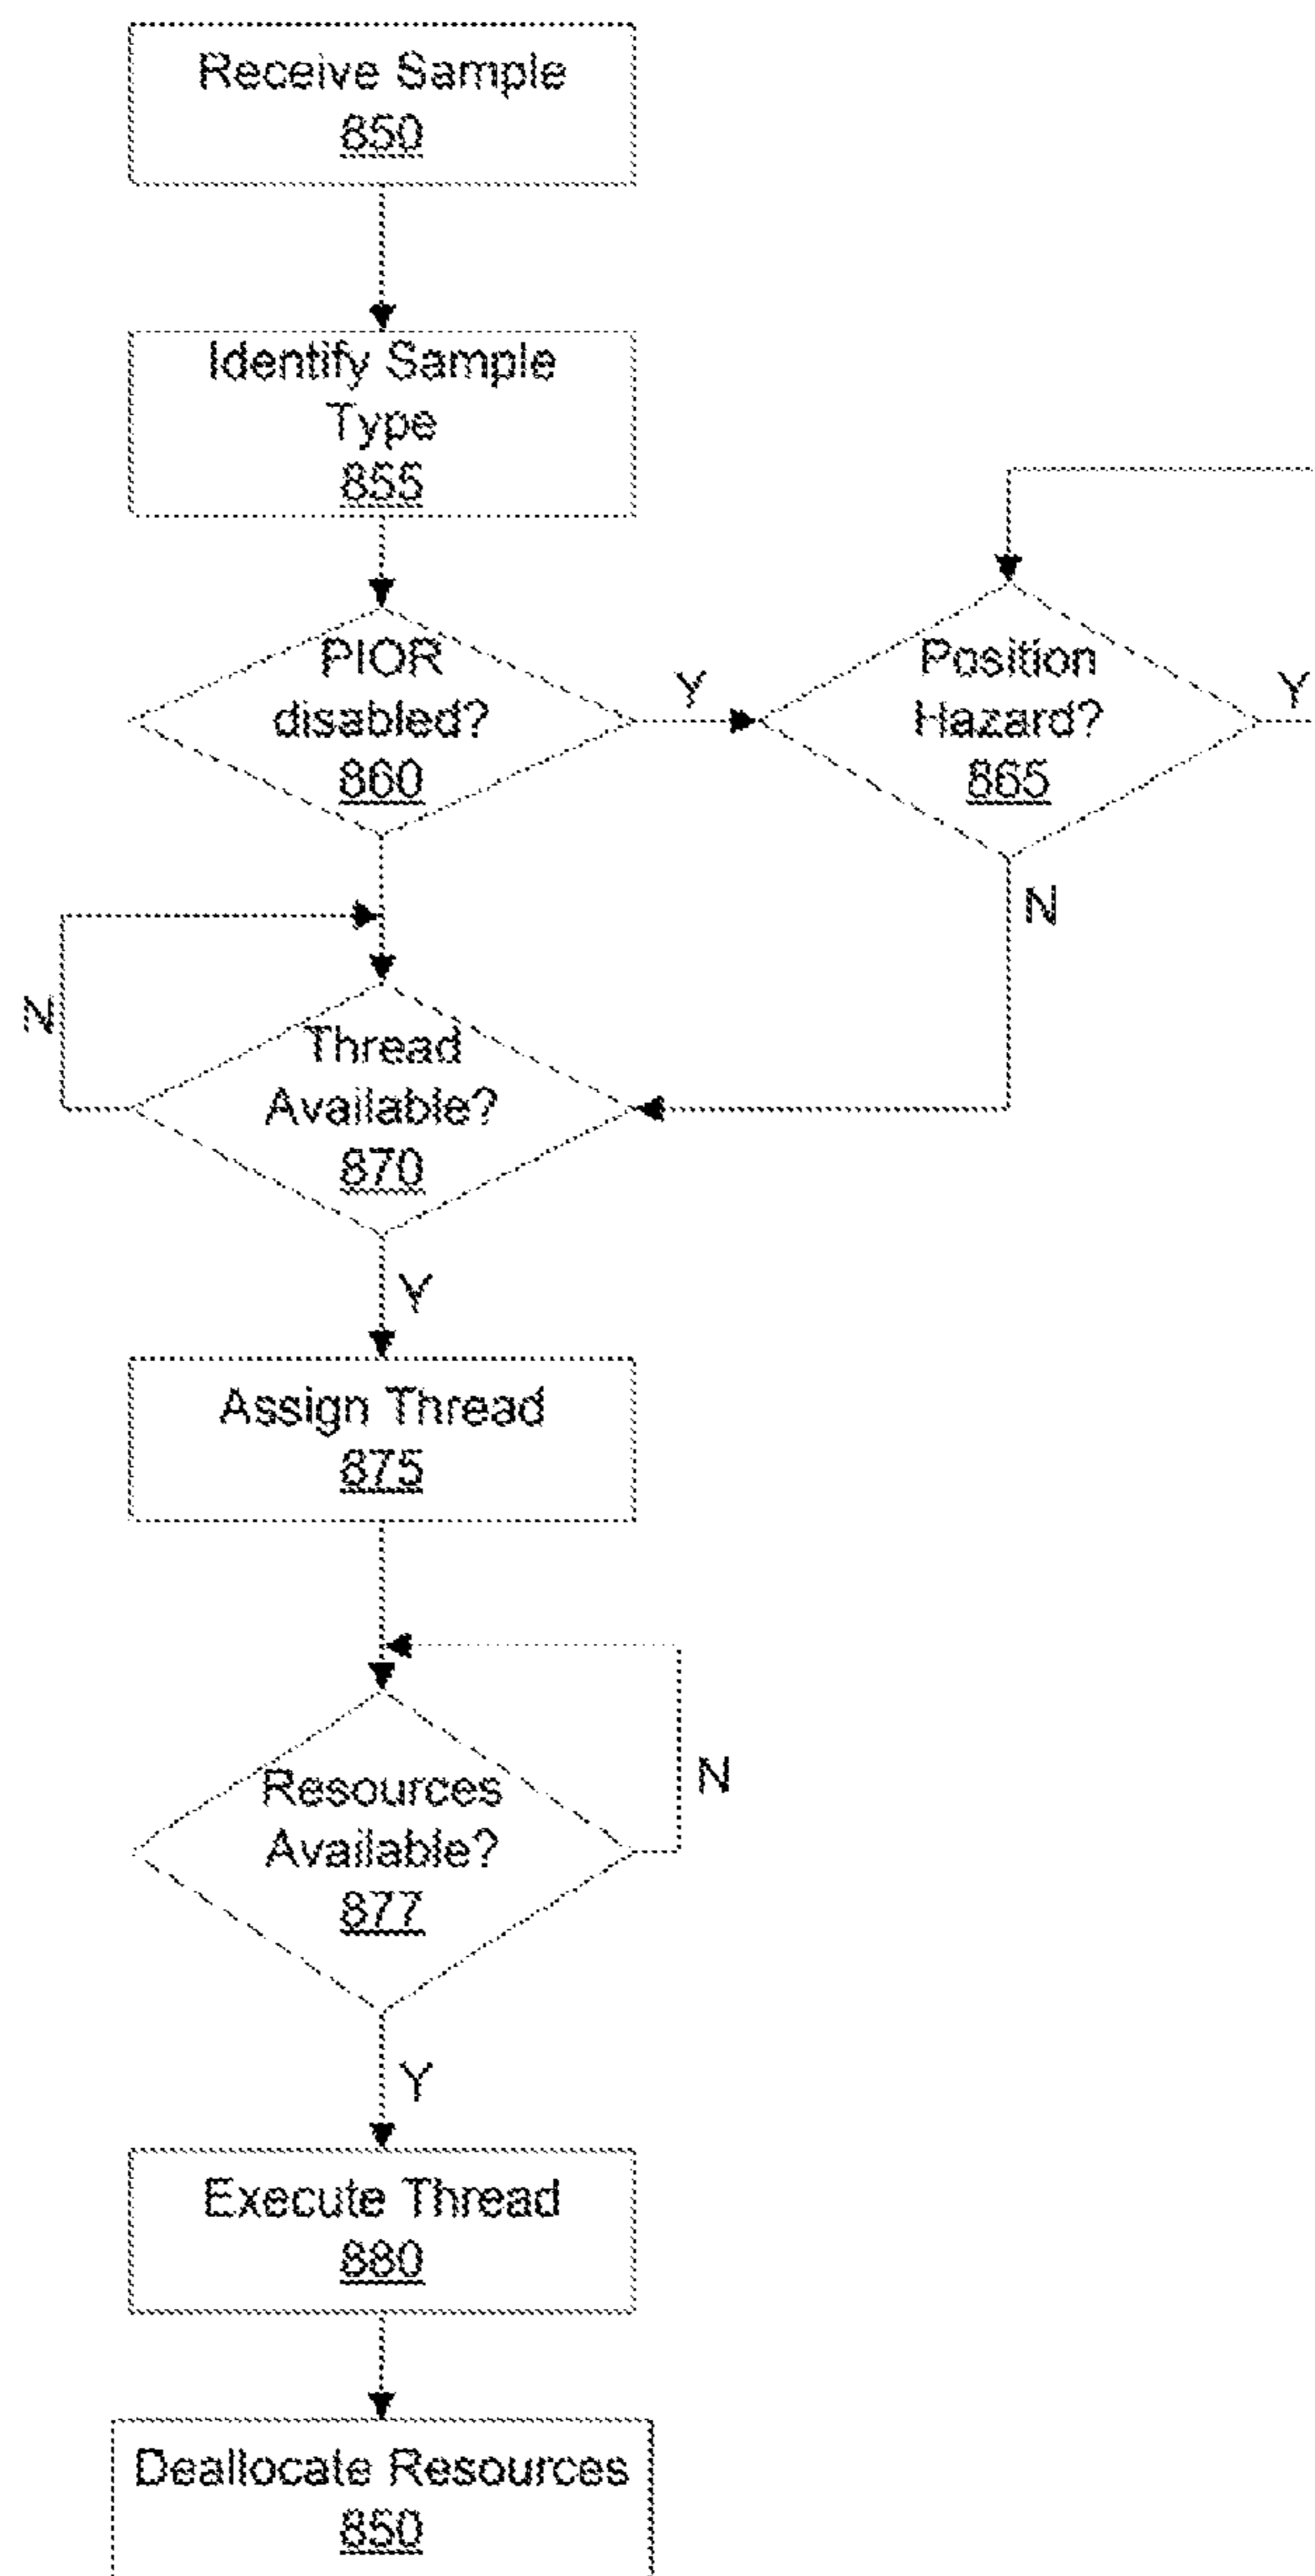 Receive Sample
850
Identify Sample
Type
855
PIOR
disabled?
860
Y
Position
Hazard?
865
Y
N
N
Thread
Available?
870
Y
Assign Thread
875
Resources
Available?
877
N
Y
Execute Thread
880
Deallocate Resources
850